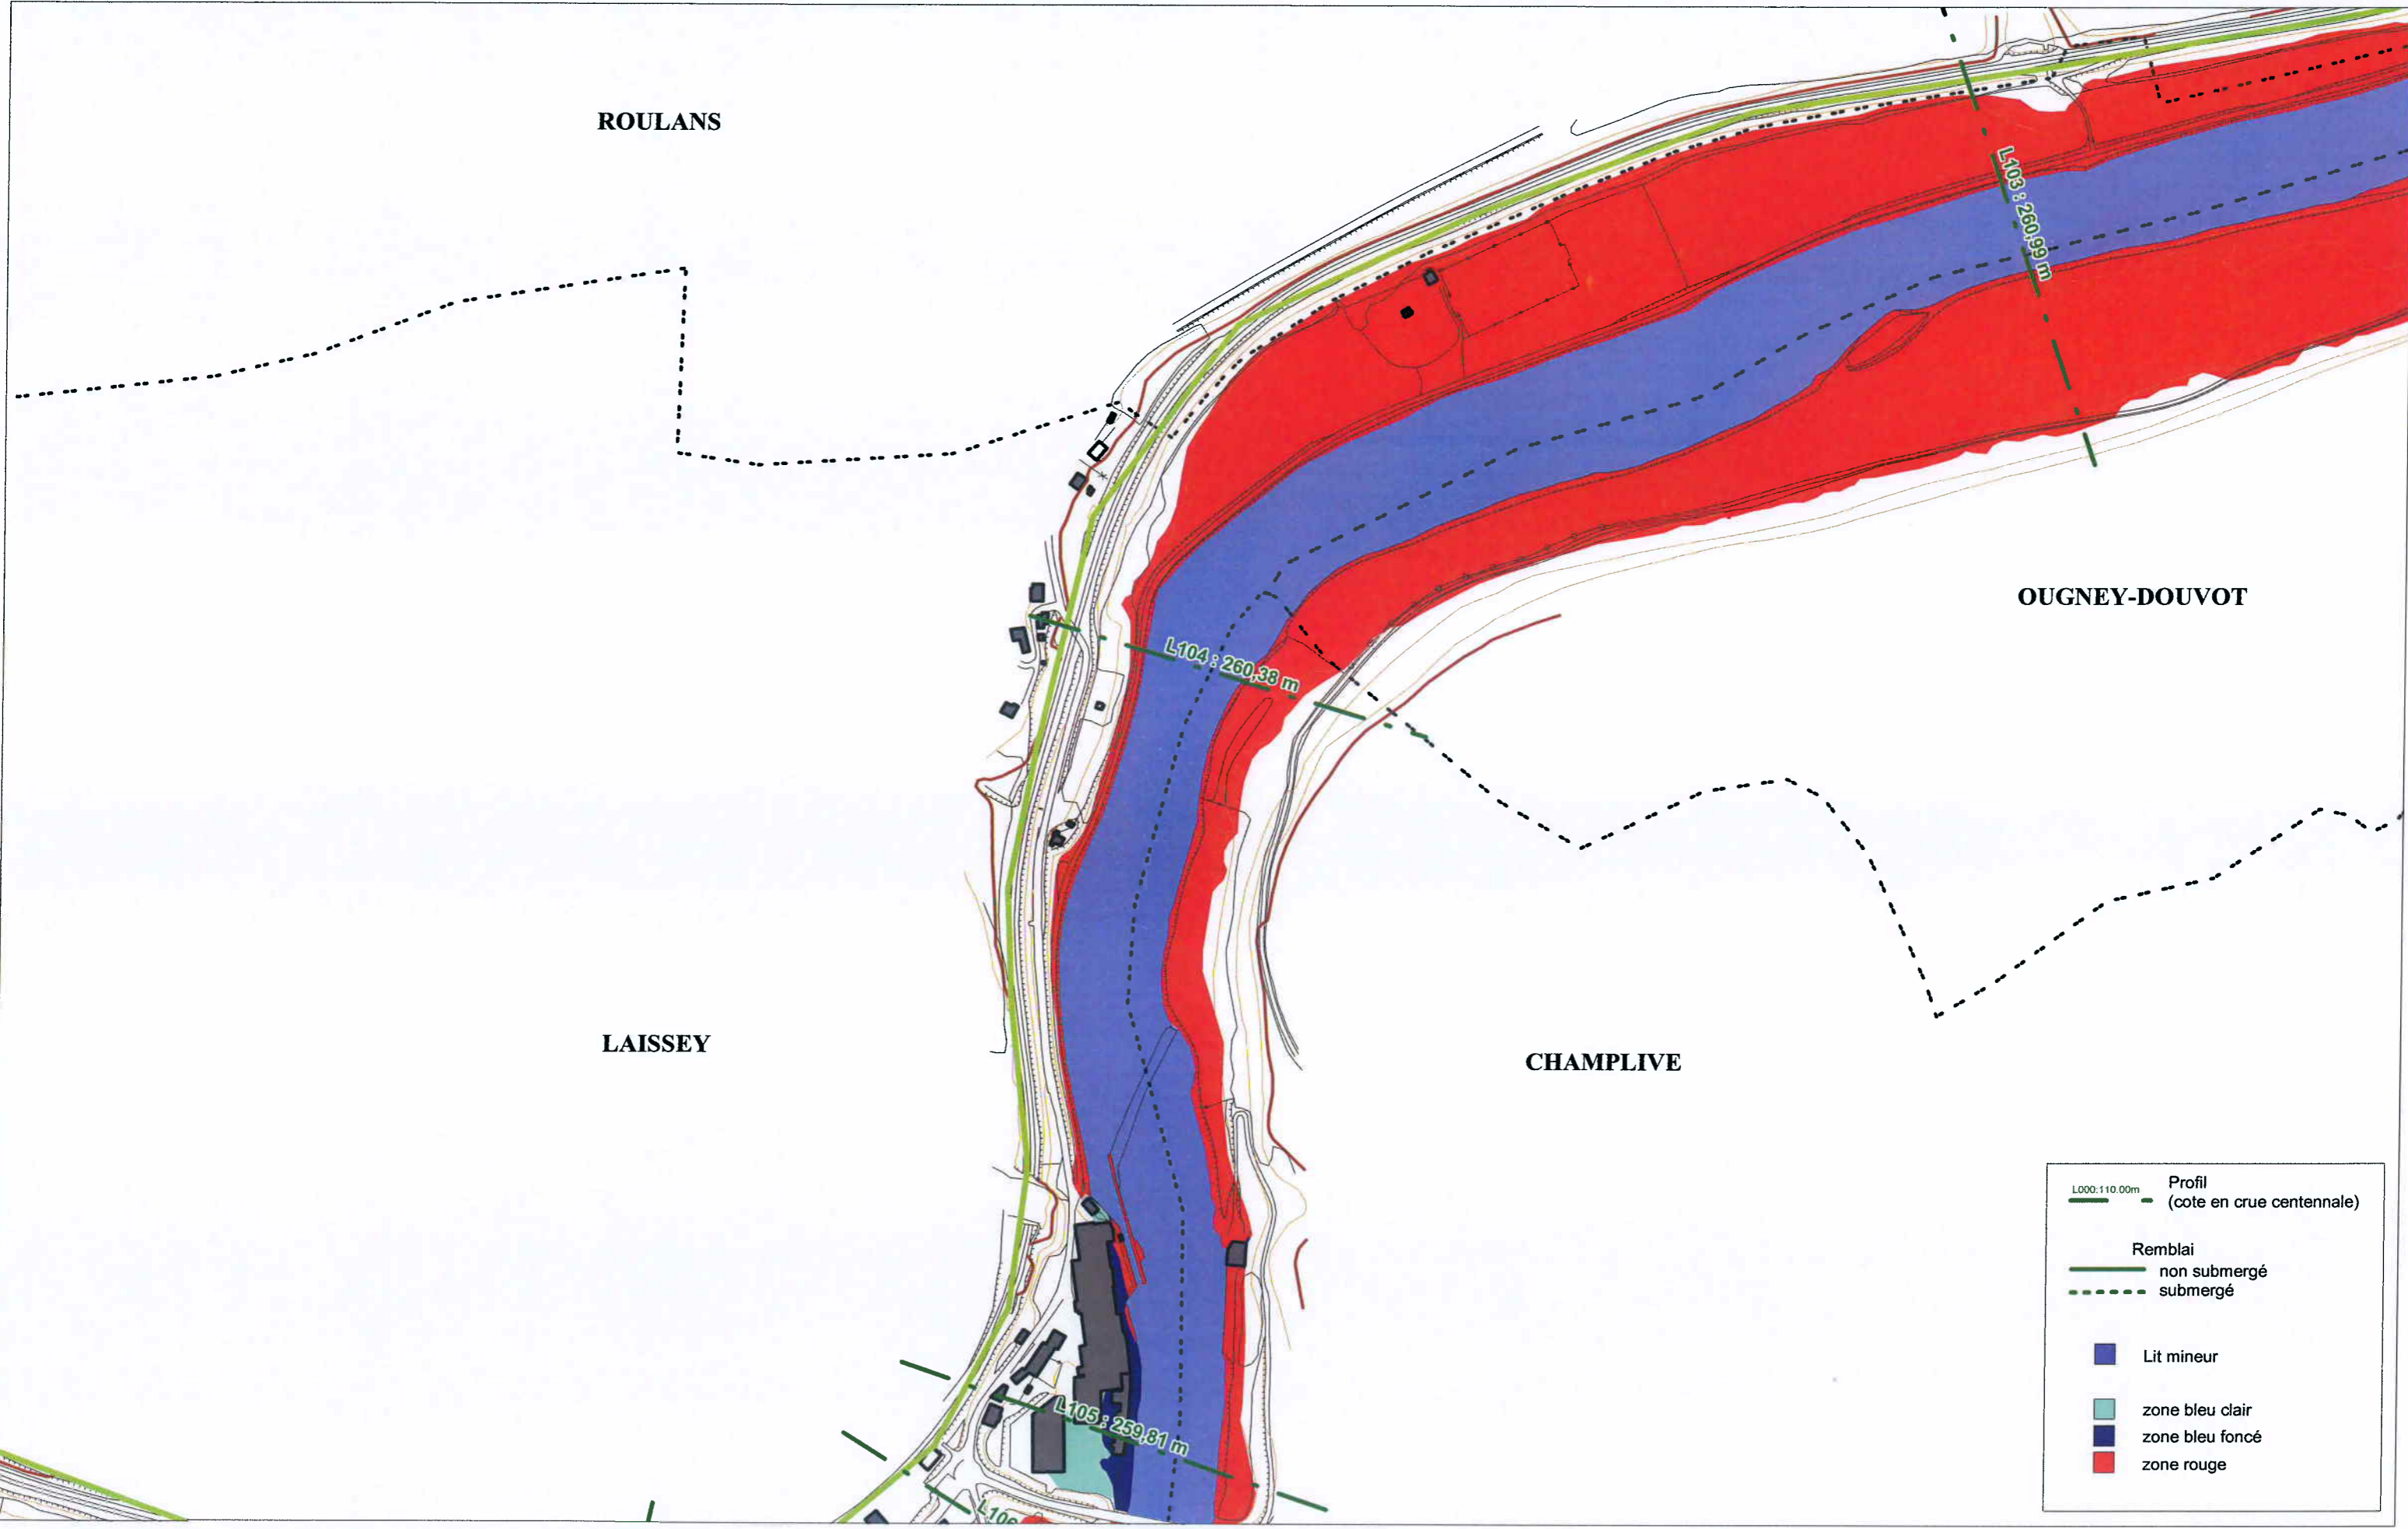 ROULANS
L103 : 260,99 m
OUGNEY-DOUVOT
L104 : 260,38 m
LAISSEY
CHAMPLIVE
L105 : 259,81 m
L106
L000:110.00m
Profil
(cote en crue centennale)
Remblai
non submergé
submergé
Lit mineur
zone bleu clair
zone bleu foncé
zone rouge